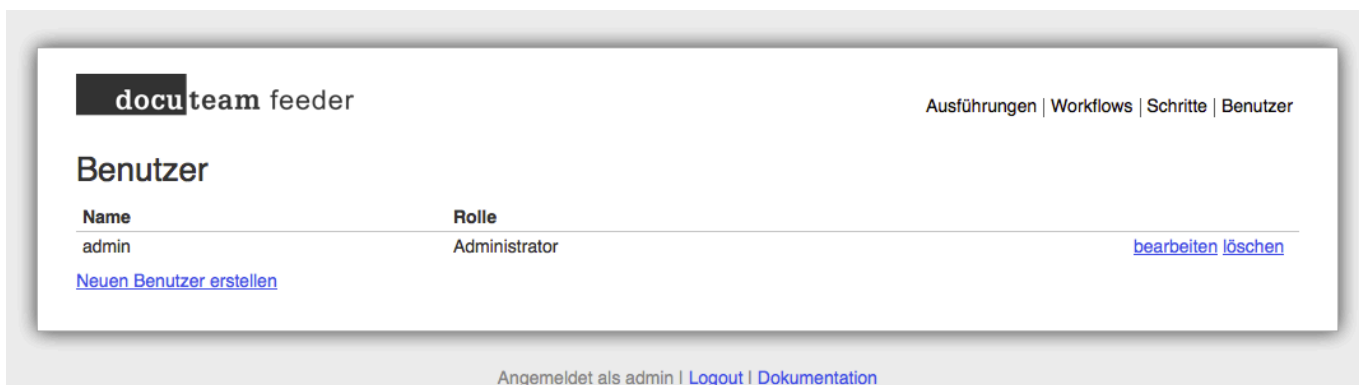 docuteam feeder
Ausführungen | Workflows | Schritte | Benutzer
Benutzer
Name Rolle
admin Administrator bearbeiten löschen
Neuen Benutzer erstellen
Angemeldet als admin | Logout | Dokumentation